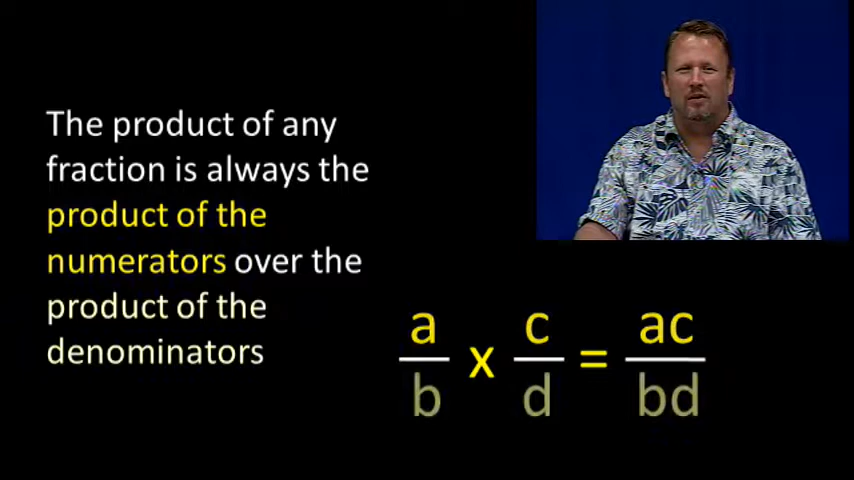 The product of any
fraction is always the
product of the
numerators over the
product of the
denominators
a/b x c/d = ac/bd